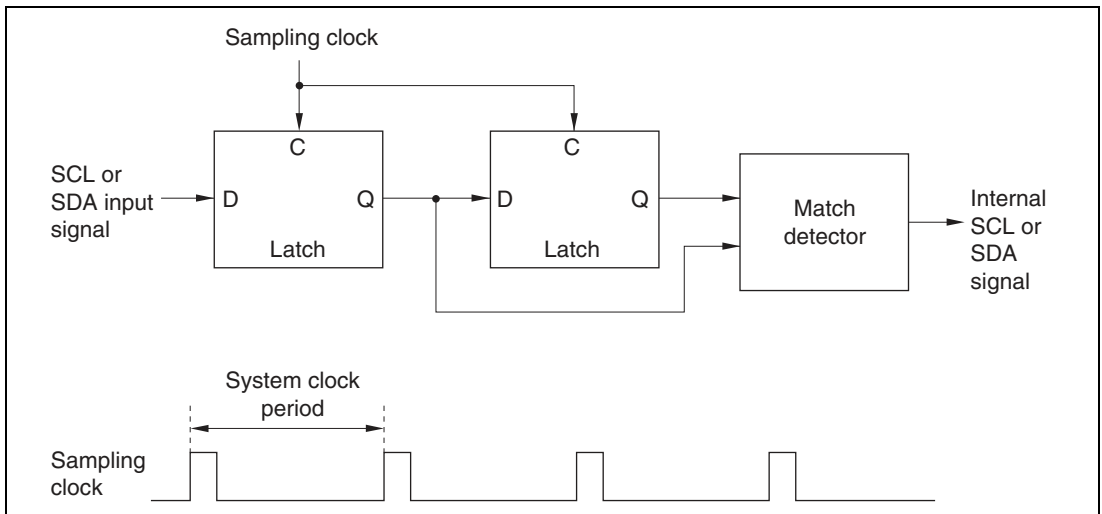 Sampling clock
C
C
SCL or
SDA input
signal
D
Q
Latch
D
Q
Latch
Match
detector
Internal
SCL or
SDA
signal
System clock
period
Sampling
clock